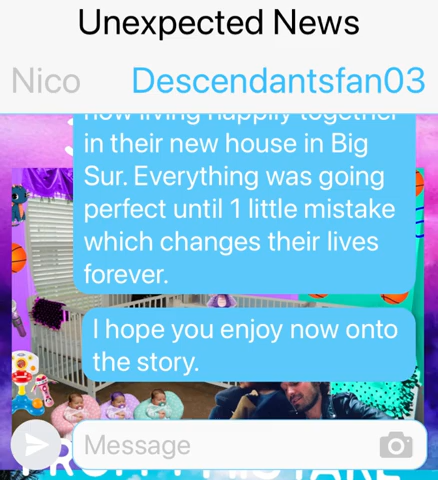 Unexpected News
Nico Descendantsfan03
now living happily together
in their new house in Big
Sur. Everything was going
perfect until 1 little mistake
which changes their lives
forever.
I hope you enjoy now onto
the story.
Message